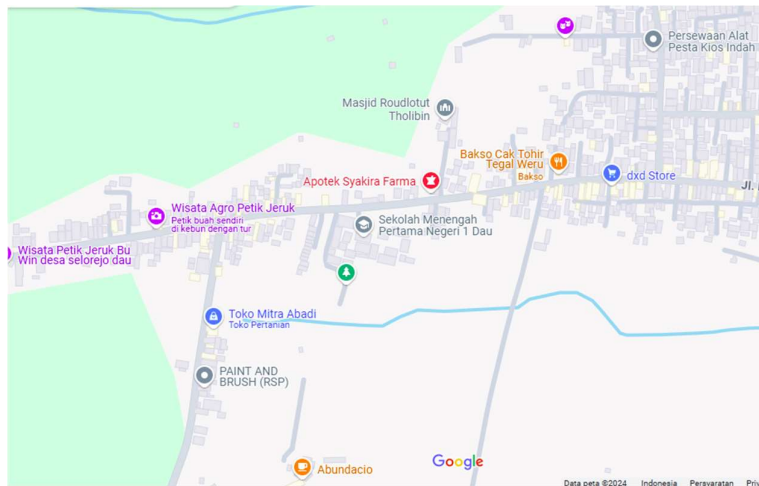 Persewaan Alat
Pesta Kios Indah
Masjid Roudlotut
Tholibin
Bakso Cak Tohir
Tegal Weru
Bakso
dxd Store
Apotek Syakira Farma
Jl.
Wisata Agro Petik Jeruk
Petik buah sendiri
di kebun dengan tur
Sekolah Menengah
Pertama Negeri 1 Dau
Wisata Petik Jeruk Bu
Win desa selorejo dau
Toko Mitra Abadi
Toko Pertanian
PAINT AND
BRUSH (RSP)
Abundacio
Google
Data peta ©2024 Indonesia Persyaratan